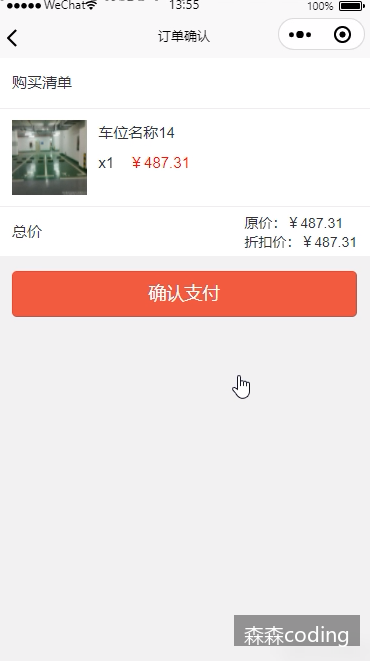 WeChat 13:55 100%
订单确认
购买清单
车位名称14
x1 ￥487.31
总价
原价：￥487.31
折扣价：￥487.31
确认支付
森森coding